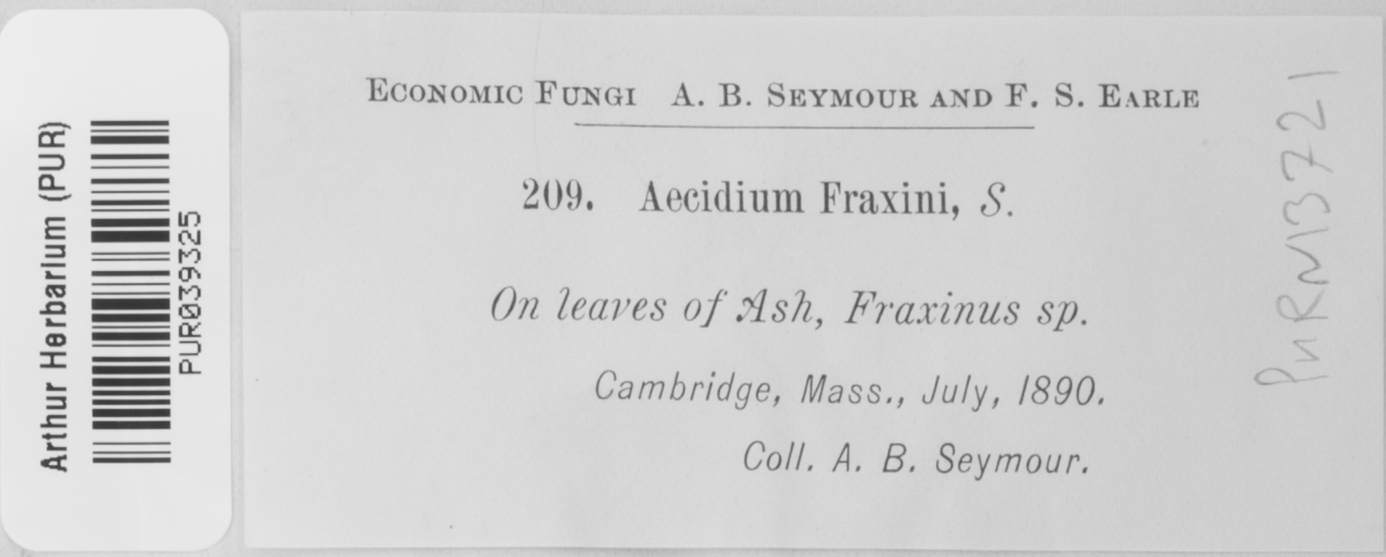 Arthur Herbarium (PUR)
PUR039325
ECONOMIC FUNGI A. B. SEYMOUR AND F. S. EARLE
209. Aecidium Fraxini, S.
On leaves of Ash, Fraxinus sp.
Cambridge, Mass., July, 1890.
Coll. A. B. Seymour.
PURN13721